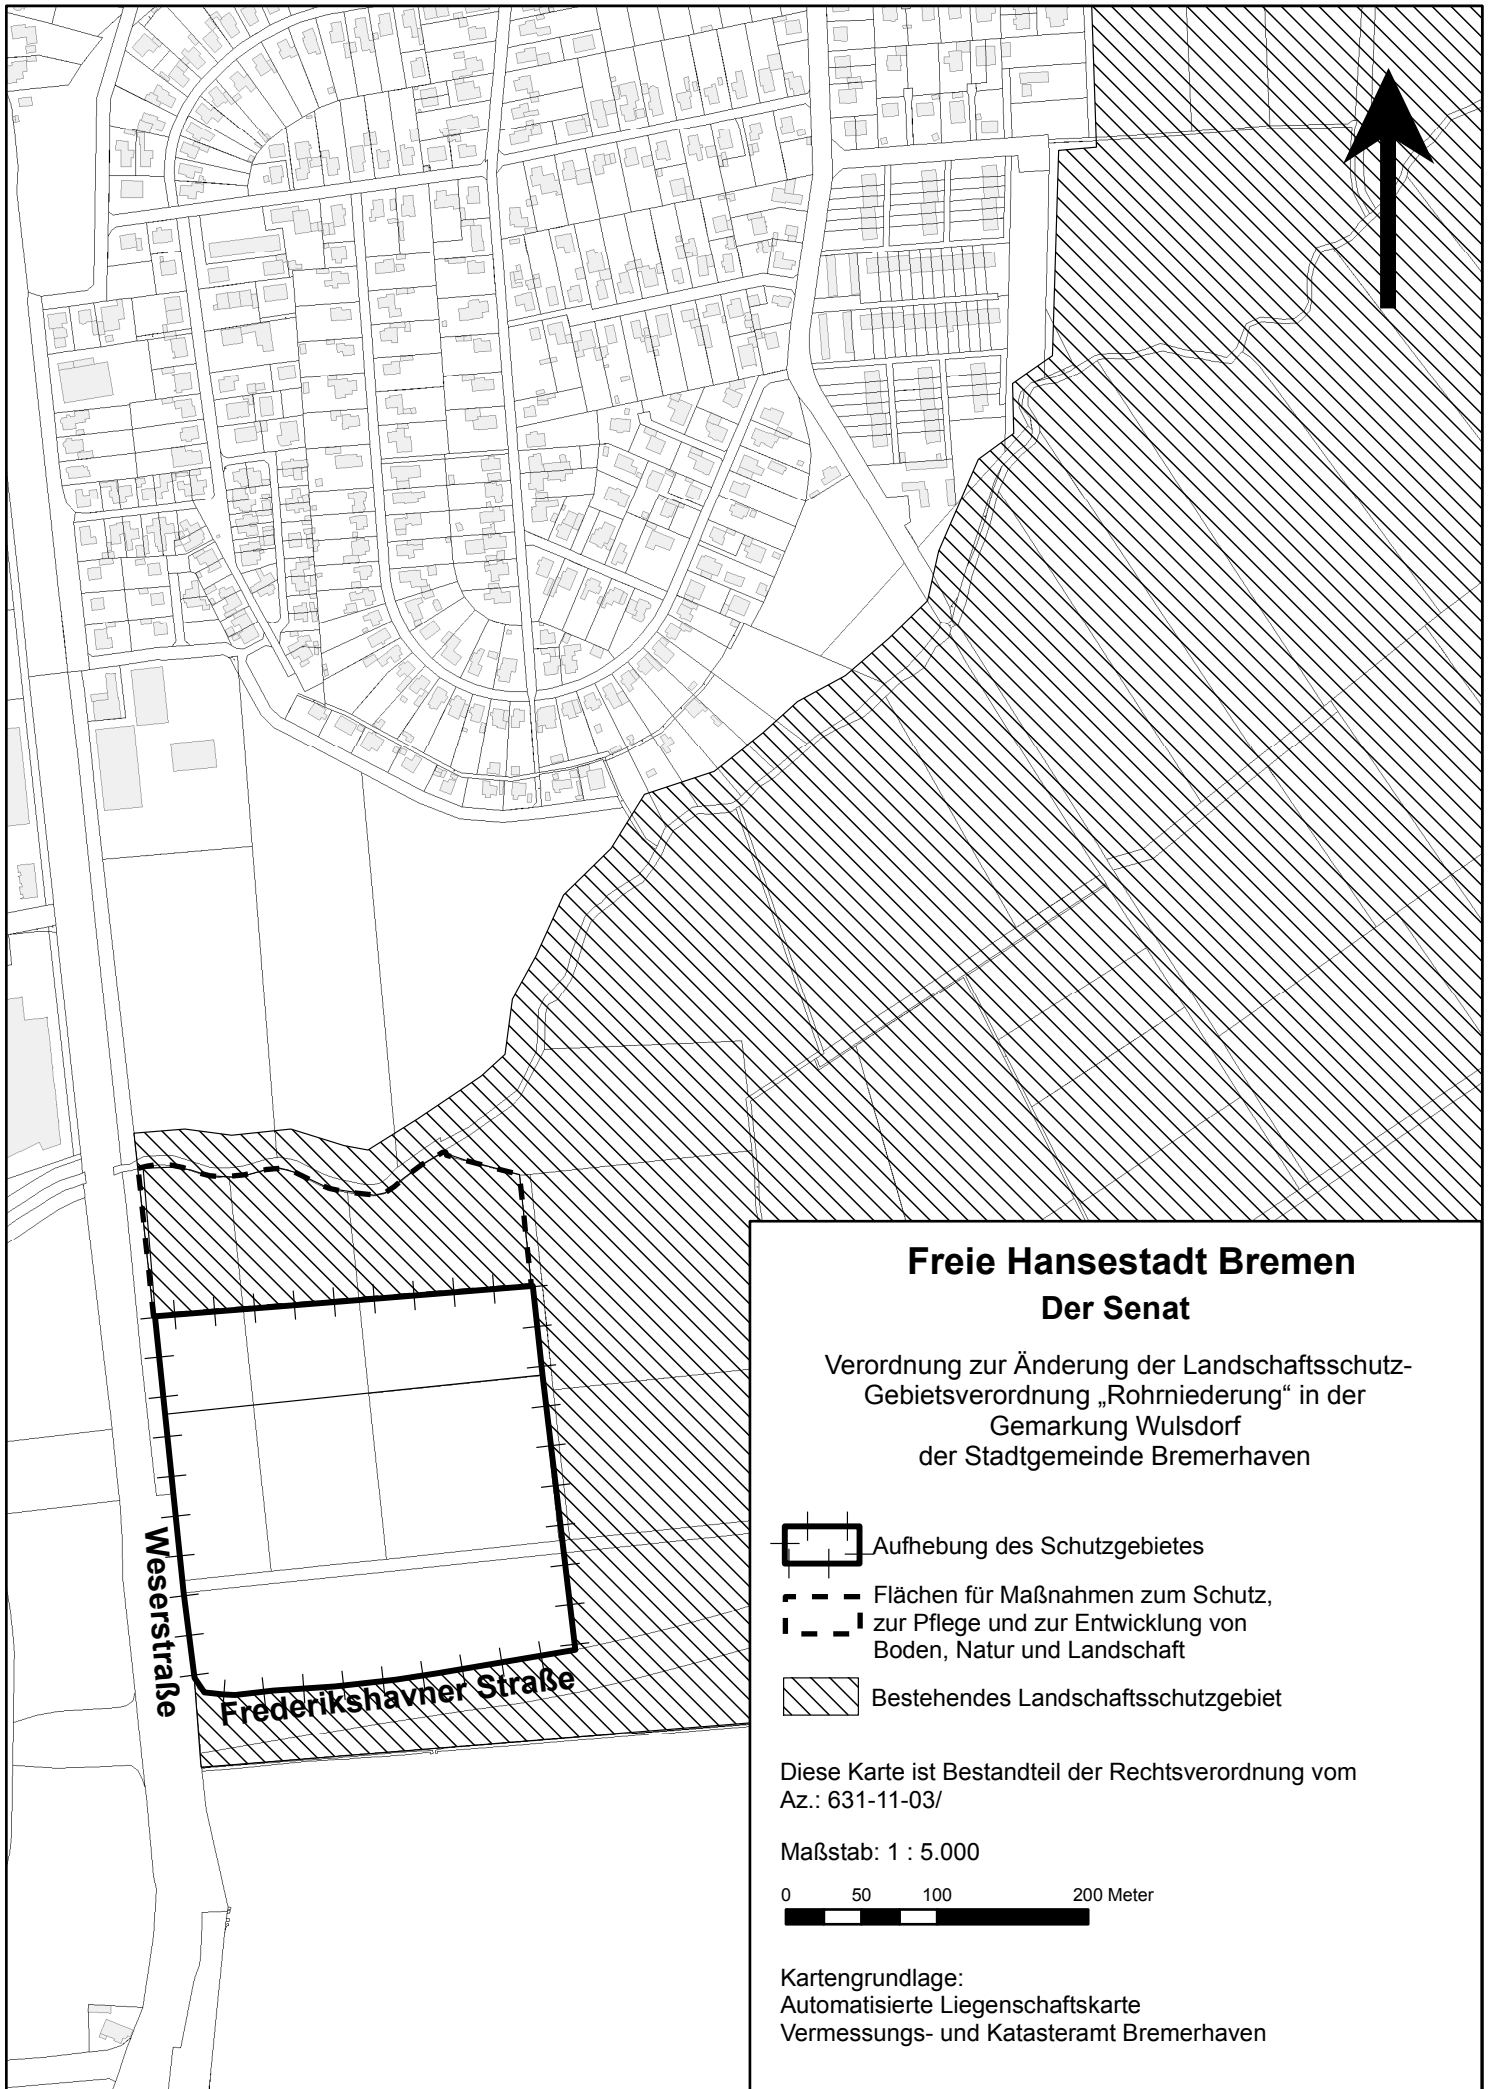 Weserstraße
Frederikshavner Straße
Freie Hansestadt Bremen
Der Senat
Verordnung zur Änderung der Landschaftsschutz-
Gebietsverordnung „Rohrniederung“ in der
Gemarkung Wulsdorf
der Stadtgemeinde Bremerhaven
Aufhebung des Schutzgebietes
Flächen für Maßnahmen zum Schutz,
zur Pflege und zur Entwicklung von
Boden, Natur und Landschaft
Bestehendes Landschaftsschutzgebiet
Diese Karte ist Bestandteil der Rechtsverordnung vom
Az.: 631-11-03/
Maßstab: 1 : 5.000
0 50 100 200 Meter
Kartengrundlage:
Automatisierte Liegenschaftskarte
Vermessungs- und Katasteramt Bremerhaven